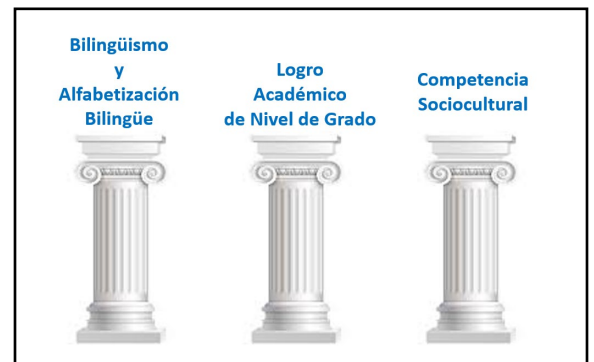 Bilingüismo
y
Alfabetización
Bilingüe
Logro
Académico
de Nivel de Grado
Competencia
Sociocultural